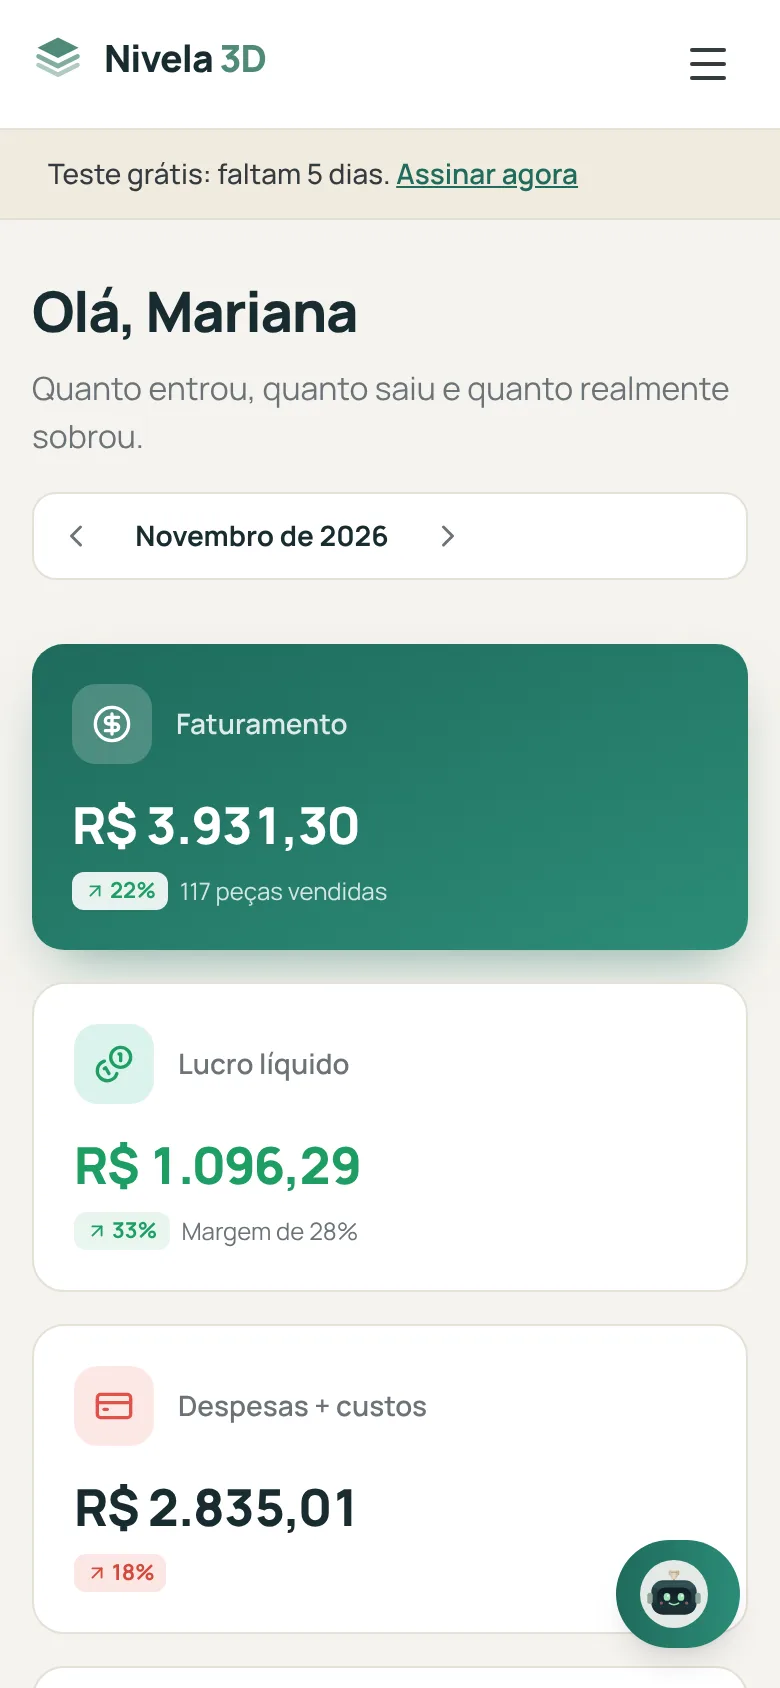 Nivela 3D
Teste grátis: faltam 5 dias. Assinar agora
Olá, Mariana
Quanto entrou, quanto saiu e quanto realmente
sobrou.
Novembro de 2026
Faturamento
R$ 3.931,30
22% 117 peças vendidas
Lucro líquido
R$ 1.096,29
33% Margem de 28%
Despesas + custos
R$ 2.835,01
18%